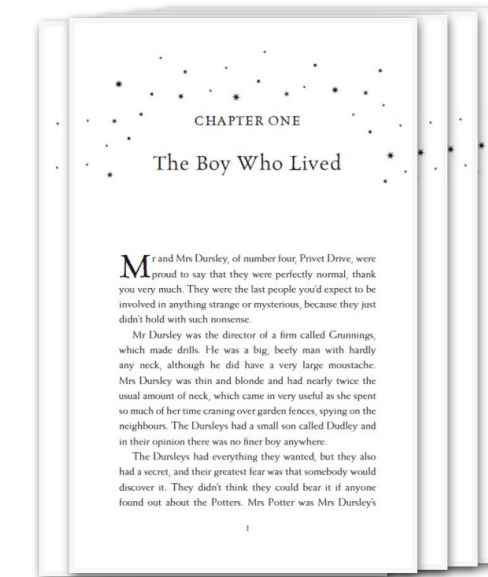 CHAPTER ONE
The Boy Who Lived
Mr and Mrs Dursley, of number four, Privet Drive, were
proud to say that they were perfectly normal, thank
you very much. They were the last people you'd expect to be
involved in anything strange or mysterious, because they just
didn't hold with such nonsense.
Mr Dursley was the director of a firm called Grunnings,
which made drills. He was a big, beefy man with hardly
any neck, although he did have a very large moustache.
Mrs Dursley was thin and blonde and had nearly twice the
usual amount of neck, which came in very useful as she spent
so much of her time craning over garden fences, spying on the
neighbours. The Dursleys had a small son called Dudley and
in their opinion there was no finer boy anywhere.
The Dursleys had everything they wanted, but they also
had a secret, and their greatest fear was that somebody would
discover it. They didn't think they could bear it if anyone
found out about the Potters. Mrs Potter was Mrs Dursley's
1